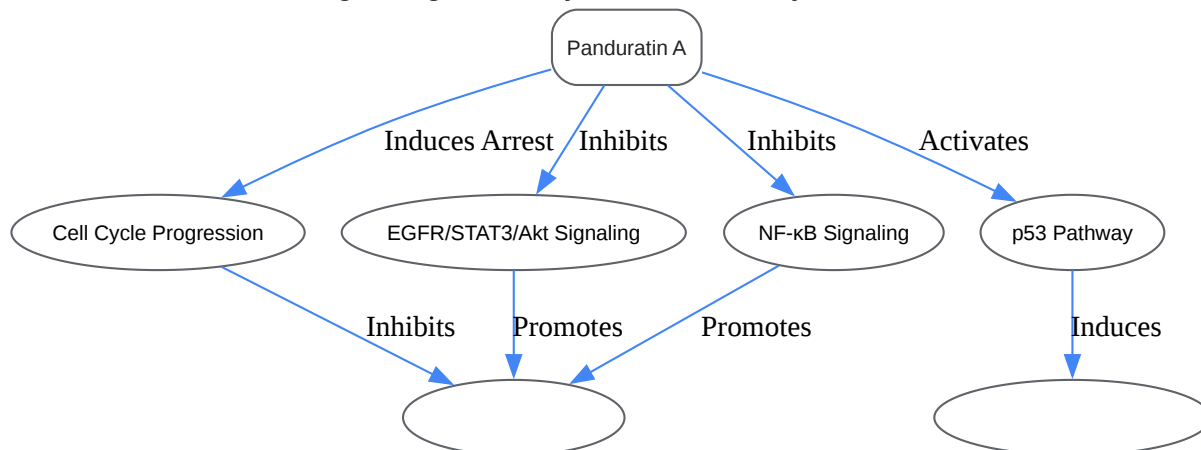 Panduratin A
Induces Arrest
Inhibits
Inhibits
Activates
Cell Cycle Progression
EGFR/STAT3/Akt Signaling
NF-κB Signaling
p53 Pathway
Inhibits
Promotes
Promotes
Induces